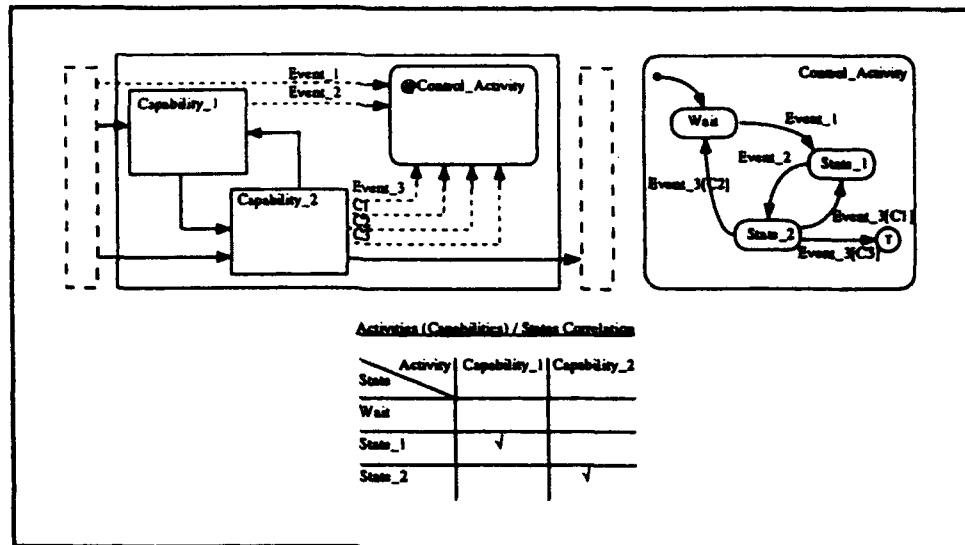 Event_1
@Control_Activity
Event_2
Capability_1
Event_3
C1
C2
C3
Capability_2
Control_Activity
Wait
Event_1
Event_2
State_1
Event_3[C2]
Event_3[C1]
State_2
T
Event_3[C3]
Activities (Capabilities) / States Correlation
Activity Capability_1 Capability_2
State
Wait
State_1 √
State_2 √